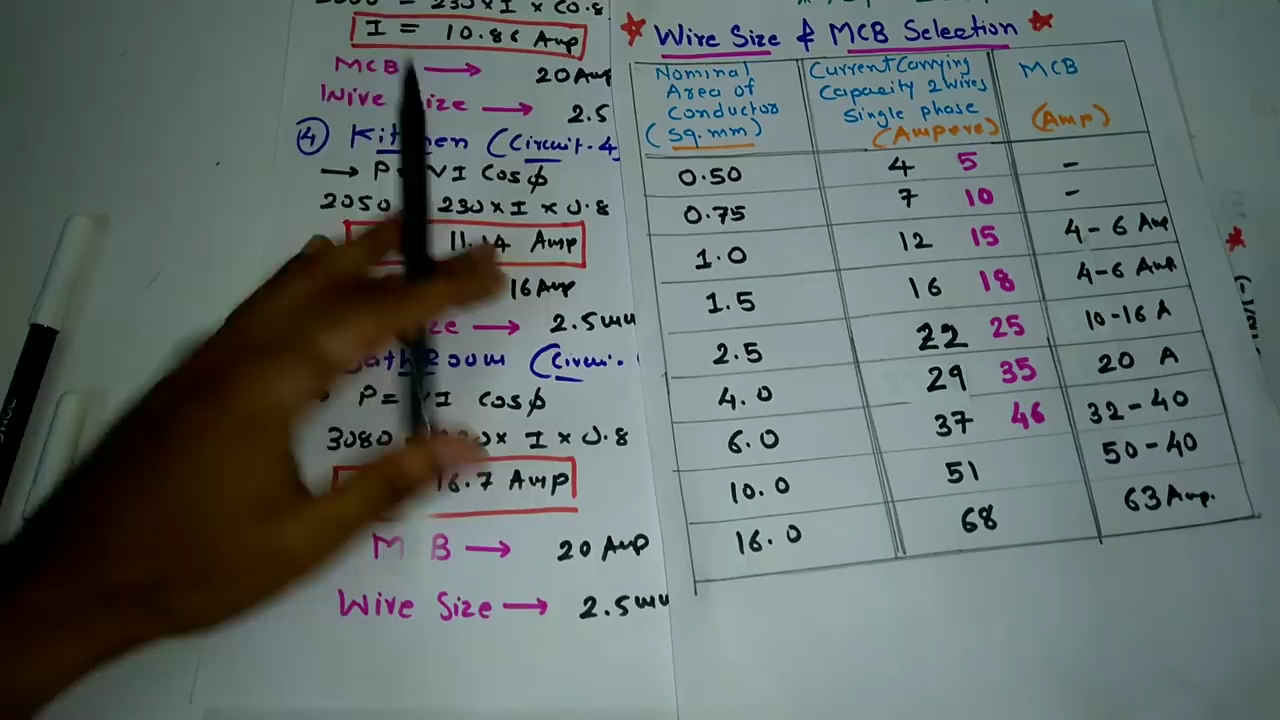 I = 10.86 Amp
MCB → 20 Amp
Wire Size → 2.5
④ Kitchen (Circuit.4
→ P= VI Cosϕ
2050 230 x I x 0.8
11.14 Amp
16 Amp
→ 2.5mm
Bathroom (Circui.
P= VI Cosϕ
3080 x I x 0.8
16.7 Amp
M B → 20 Amp
Wire Size → 2.5mm
★ Wire Size & MCB Selection ★
Nominal Area of Conductor (Sq.mm)
Current Carrying Capacity 2 Wires Single phase (Ampere)
MCB (Amp)
0.50 4 5 -
0.75 7 10 -
1.0 12 15 4-6 Amp
1.5 16 18 4-6 Amp
2.5 22 25 10-16 A
4.0 29 35 20 A
6.0 37 46 32-40
10.0 51 50-40
16.0 68 63 Amp.